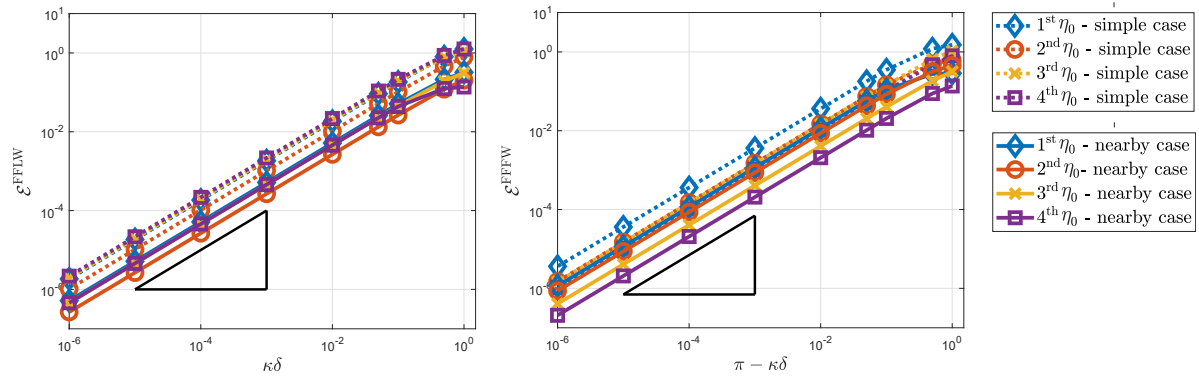 10^2
10^0
10^-2
10^-4
10^-6
ℰ^FFLW
10^-6
10^-4
10^-2
10^0
κδ
10^2
10^0
10^-2
10^-4
10^-6
ℰ^FFFW
10^-6
10^-4
10^-2
10^0
π − κδ
1^st η_0 - simple case
2^nd η_0 - simple case
3^rd η_0 - simple case
4^th η_0 - simple case
1^st η_0 - nearby case
2^nd η_0 - nearby case
3^rd η_0 - nearby case
4^th η_0 - nearby case